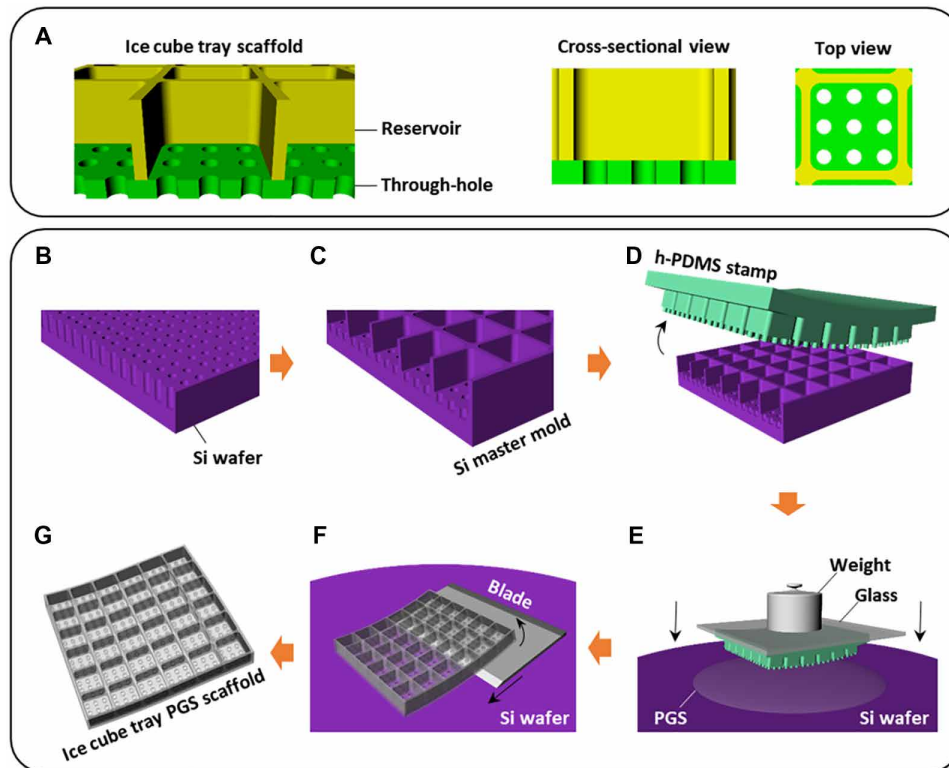 A
Ice cube tray scaffold
Cross-sectional view
Top view
Reservoir
Through-hole
B
C
D
h-PDMS stamp
Si wafer
Si master mold
G
F
E
Blade
Weight
Glass
Ice cube tray PGS scaffold
Si wafer
PGS
Si wafer